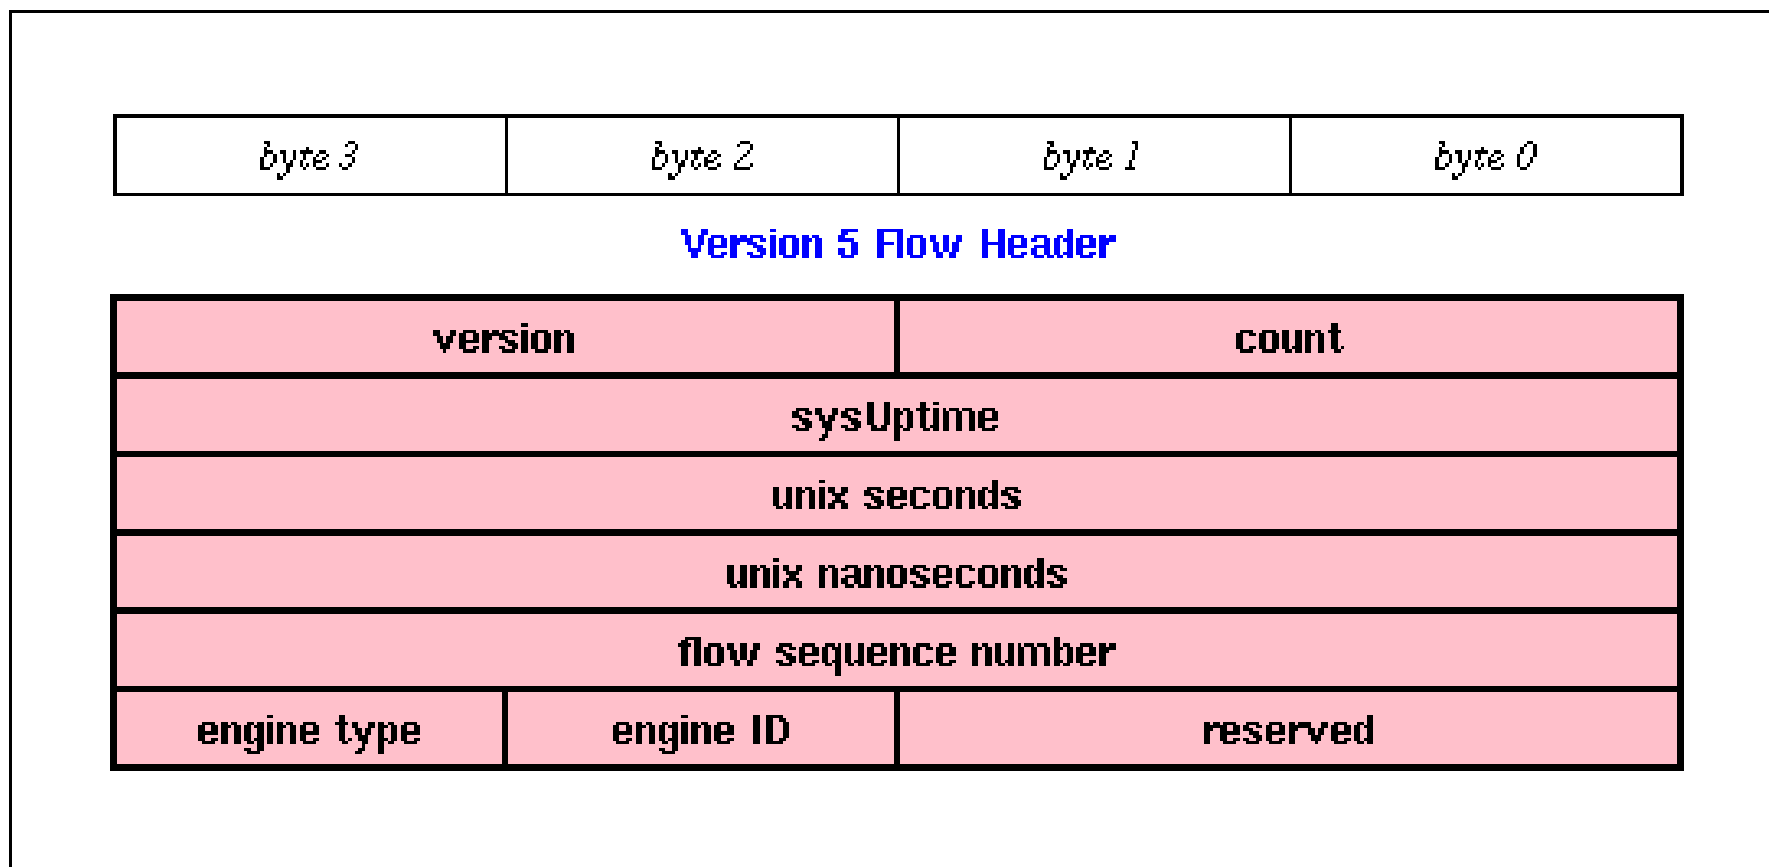 byte 3 byte 2 byte 1 byte 0
Version 5 Flow Header
version count
sysUptime
unix seconds
unix nanoseconds
flow sequence number
engine type engine ID reserved